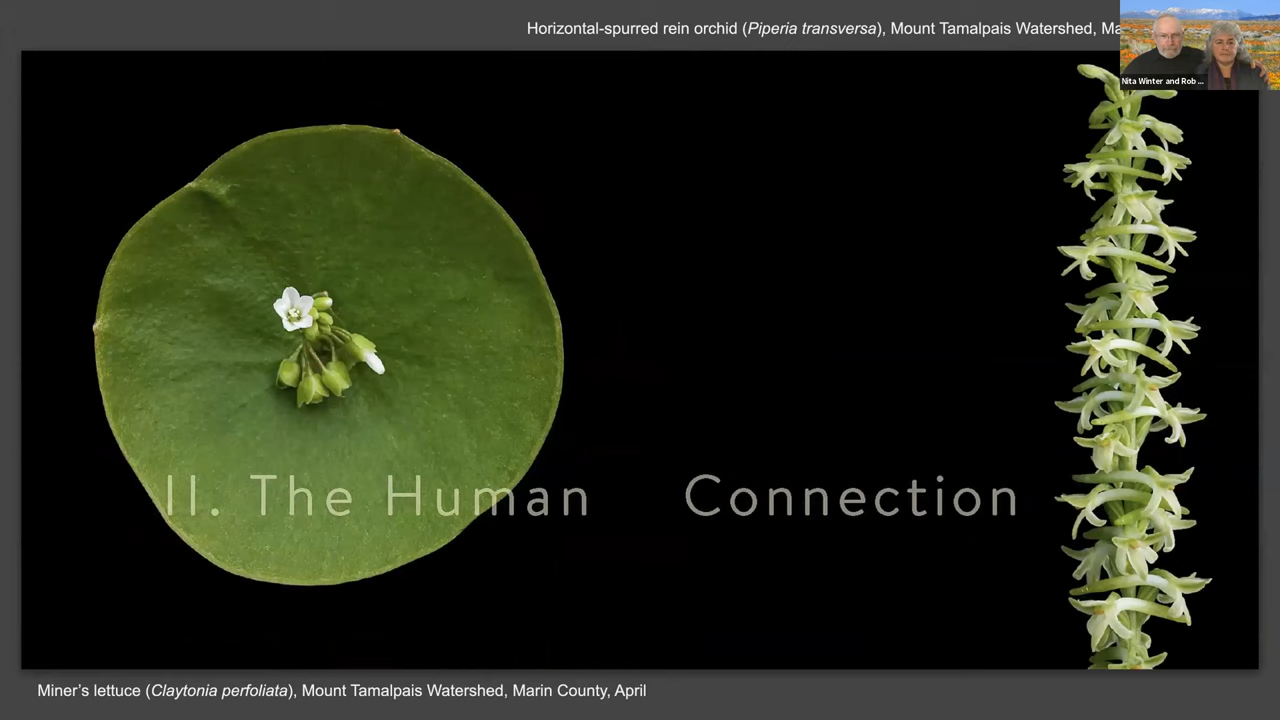 Horizontal-spurred rein orchid (Piperia transversa), Mount Tamalpais Watershed,
Nita Winter and Rob ...
II. The Human Connection
Miner’s lettuce (Claytonia perfoliata), Mount Tamalpais Watershed, Marin County, April